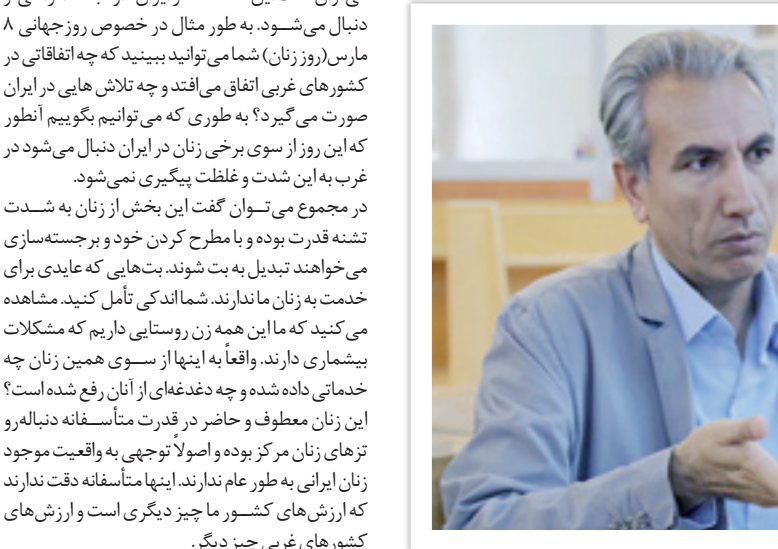 دنبال می‌شود. به طور مثال در خصوص روز جهانی ۸
مارس(روز زنان) شما می‌توانید ببینید که چه اتفاقاتی در
کشورهای غربی اتفاق می‌افتد و چه تلاش هایی در ایران
صورت می‌گیرد؟ به طوری که می‌توانیم بگوییم آنطور
که این روز از سوی برخی زنان در ایران دنبال می‌شود در
غرب به این شدت و غلظت پیگیری نمی‌شود.
در مجموع می‌توان گفت این بخش از زنان به شدت
تشنه قدرت بوده و با مطرح کردن خود و برجسته‌سازی
می‌خواهند تبدیل به بت شوند. بت‌هایی که عایدی برای
خدمت به زنان ما ندارند. شما اندکی تأمل کنید. مشاهده
می‌کنید که ما این همه زن روستایی داریم که مشکلات
بیشماری دارند. واقعاً به اینها از سوی همین زنان چه
خدماتی داده شده و چه دغدغه‌ای از آنان رفع شده است؟
این زنان معطوف و حاضر در قدرت متأسفانه دنباله‌رو
تزهای زنان مرکز بوده و اصولاً توجهی به واقعیت موجود
زنان ایرانی به طور عام ندارند. اینها متأسفانه دقت ندارند
که ارزش‌های کشور ما چیز دیگری است و ارزش‌های
کشورهای غربی چیز دیگر.